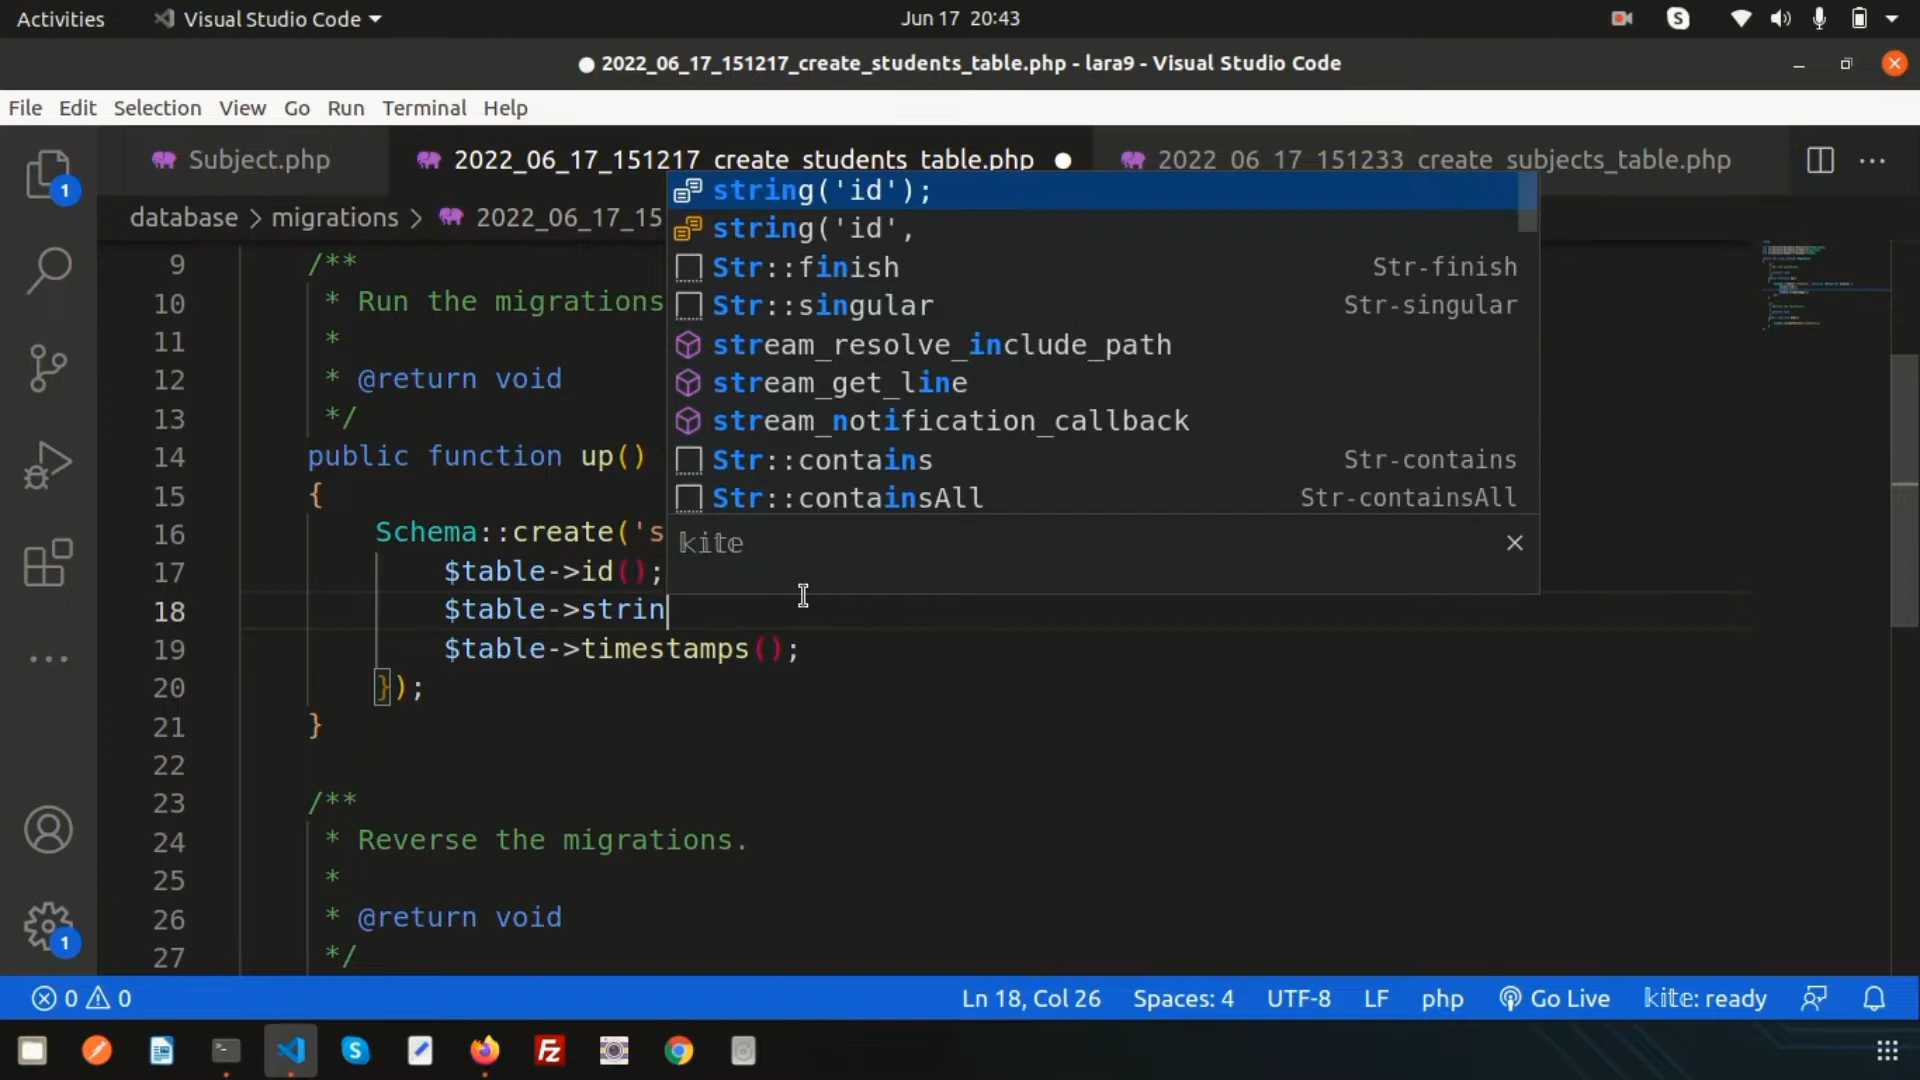 Activities Visual Studio Code Jun 17 20:43
2022_06_17_151217_create_students_table.php - lara9 - Visual Studio Code
File Edit Selection View Go Run Terminal Help
Subject.php 2022_06_17_151217_create_students_table.php 2022_06_17_151233_create_subjects_table.php
database > migrations > 2022_06_17_15
string('id');
string('id',
Str::finish Str-finish
Str::singular Str-singular
stream_resolve_include_path
stream_get_line
stream_notification_callback
Str::contains Str-contains
Str::containsAll Str-containsAll
kite
9 /**
10 * Run the migrations
11 *
12 * @return void
13 */
14 public function up()
15 {
16 Schema::create('s
17 $table->id();
18 $table->strin
19 $table->timestamps();
20 });
21 }
22
23 /**
24 * Reverse the migrations.
25 *
26 * @return void
27 */
1
1
0 0 Ln 18, Col 26 Spaces: 4 UTF-8 LF php Go Live kite: ready